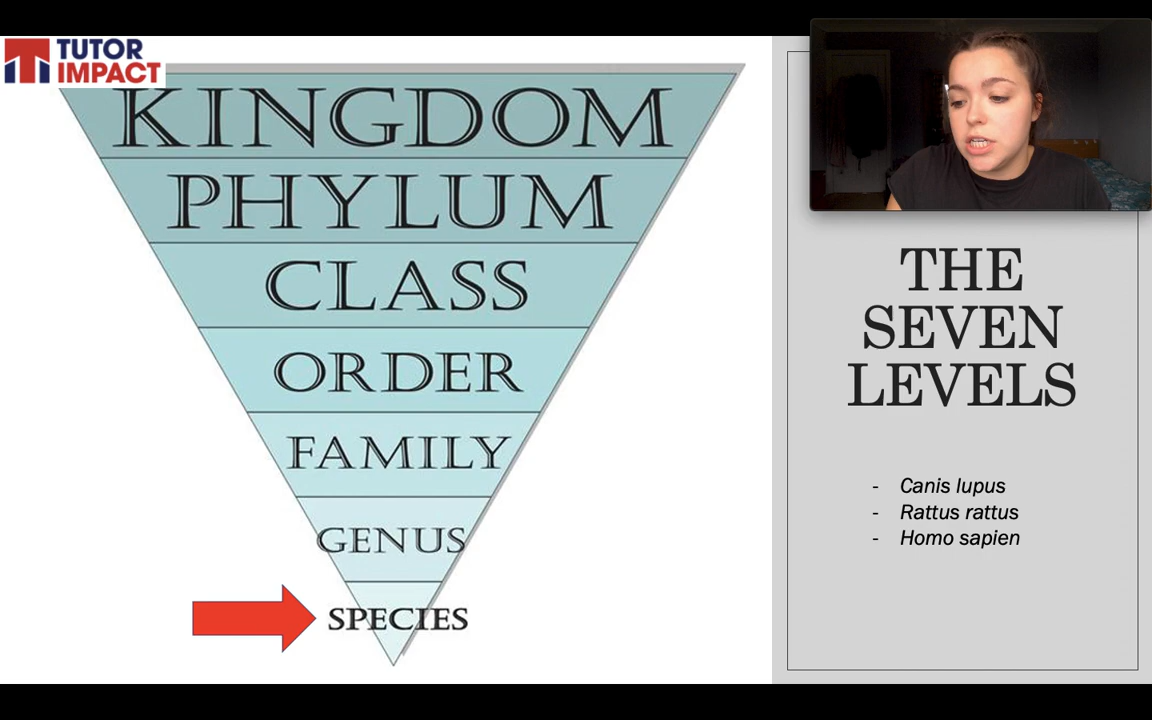 TUTOR
IMPACT
KINGDOM
PHYLUM
CLASS
ORDER
FAMILY
GENUS
SPECIES
THE
SEVEN
LEVELS
- Canis lupus
- Rattus rattus
- Homo sapien